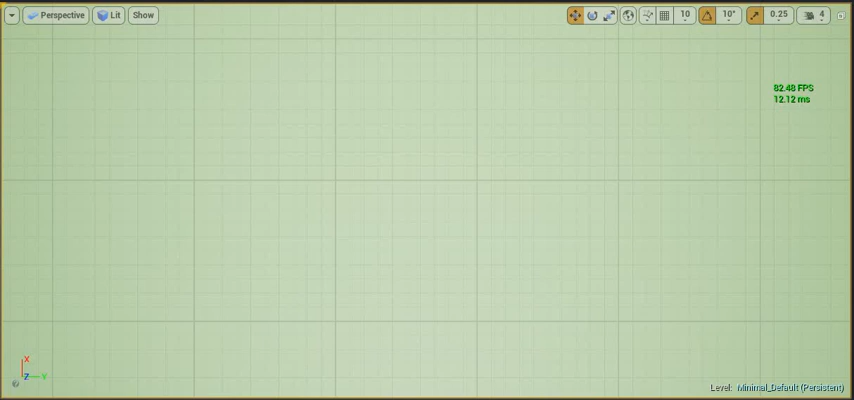 Perspective Lit Show 10 10° 0.25 4
82.48 FPS
12.12 ms
X
Z Y
Level: Minimal_Default (Persistent)